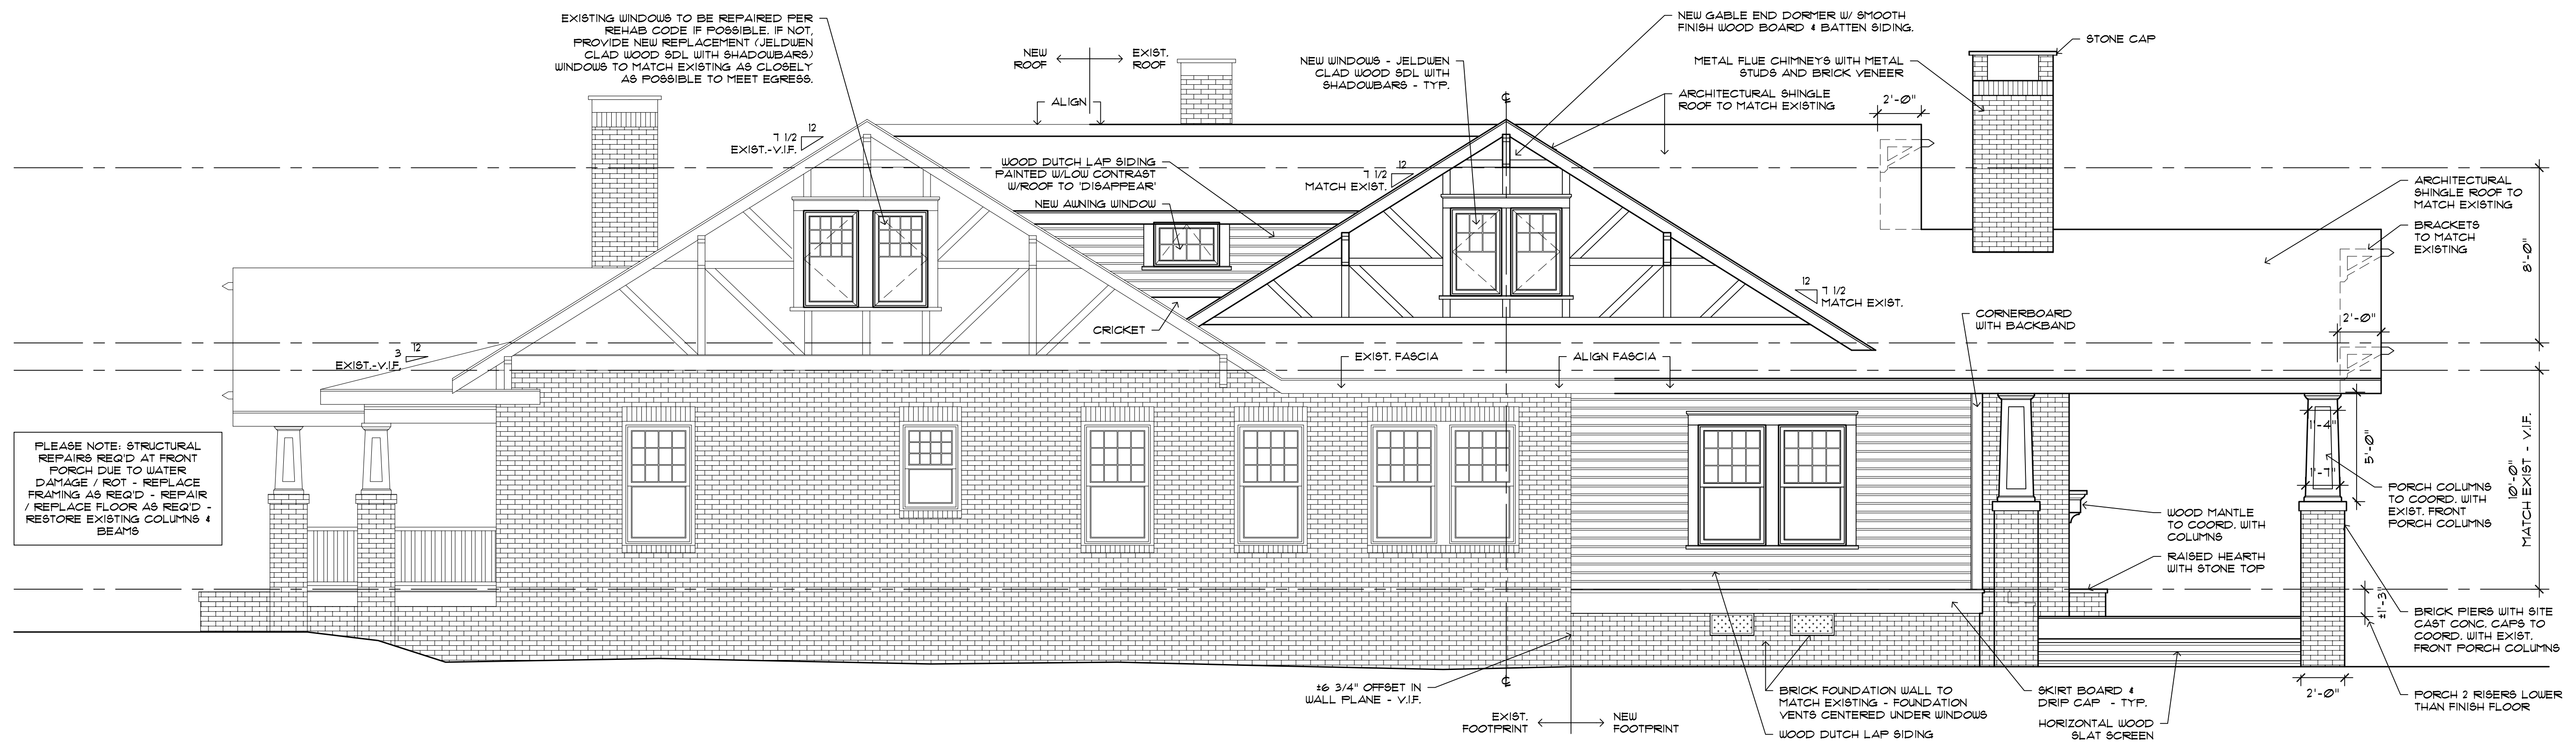 EXISTING WINDOWS TO BE REPAIRED PER
REHAB CODE IF POSSIBLE. IF NOT,
PROVIDE NEW REPLACEMENT (JELDWEN
CLAD WOOD SDL WITH SHADOWBARS)
WINDOWS TO MATCH EXISTING AS CLOSELY
AS POSSIBLE TO MEET EGRESS.
NEW
ROOF
EXIST.
ROOF
ALIGN
NEW WINDOWS - JELDWEN
CLAD WOOD SDL WITH
SHADOWBARS - TYP.
NEW GABLE END DORMER W/ SMOOTH
FINISH WOOD BOARD & BATTEN SIDING.
METAL FLUE CHIMNEYS WITH METAL
STUDS AND BRICK VENEER
ARCHITECTURAL SHINGLE
ROOF TO MATCH EXISTING
STONE CAP
2'-0"
12
7 1/2
EXIST.-V.I.F.
WOOD DUTCH LAP SIDING
PAINTED W/LOW CONTRAST
W/ROOF TO 'DISAPPEAR'
NEW AWNING WINDOW
12
7 1/2
MATCH EXIST.
ARCHITECTURAL
SHINGLE ROOF TO
MATCH EXISTING
BRACKETS
TO MATCH
EXISTING
8'-0"
12
7 1/2
MATCH EXIST.
CORNERBOARD
WITH BACKBAND
2'-0"
CRICKET
12
3
EXIST.-V.I.F.
EXIST. FASCIA
ALIGN FASCIA
PLEASE NOTE: STRUCTURAL
REPAIRS REQ'D AT FRONT
PORCH DUE TO WATER
DAMAGE / ROT - REPLACE
FRAMING AS REQ'D - REPAIR
/ REPLACE FLOOR AS REQ'D -
RESTORE EXISTING COLUMNS &
BEAMS
1'-4"
1'-7"
5'-0"
10'-0"
MATCH EXIST - V.I.F.
PORCH COLUMNS
TO COORD. WITH
EXIST. FRONT
PORCH COLUMNS
WOOD MANTLE
TO COORD. WITH
COLUMNS
RAISED HEARTH
WITH STONE TOP
±1'-3"
BRICK PIERS WITH SITE
CAST CONC. CAPS TO
COORD. WITH EXIST.
FRONT PORCH COLUMNS
±6 3/4" OFFSET IN
WALL PLANE - V.I.F.
EXIST.
FOOTPRINT
NEW
FOOTPRINT
BRICK FOUNDATION WALL TO
MATCH EXISTING - FOUNDATION
VENTS CENTERED UNDER WINDOWS
WOOD DUTCH LAP SIDING
SKIRT BOARD &
DRIP CAP - TYP.
HORIZONTAL WOOD
SLAT SCREEN
2'-0"
PORCH 2 RISERS LOWER
THAN FINISH FLOOR